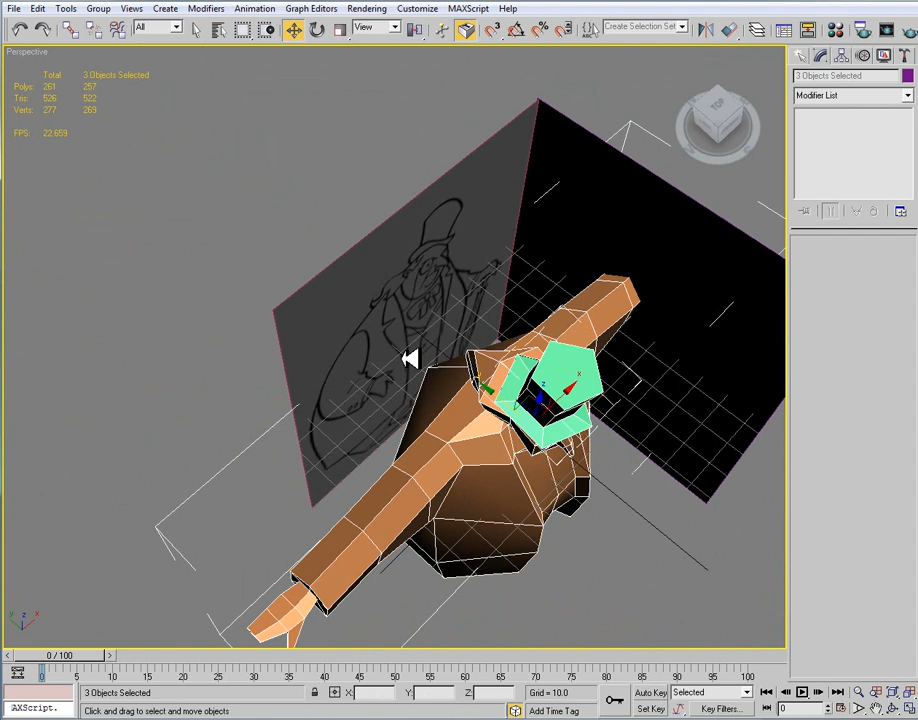 File Edit Tools Group Views Create Modifiers Animation Graph Editors Rendering Customize MAXScript Help
All View 3 Create Selection Set
Perspective
Total 3 Objects Selected
Polys: 261 257
Tris: 526 522
Verts: 277 269
FPS: 22.659
TOP
3 Objects Selected
Modifier List
x
z
y z x
0 / 100
0 5 10 15 20 25 30 35 40 45 50 55 60 65 70 75 80 85 90 95 100
3 Objects Selected X: Y: Z: Grid = 10.0 Auto Key Selected
AXScript. Click and drag to select and move objects Add Time Tag Set Key Key Filters... 0